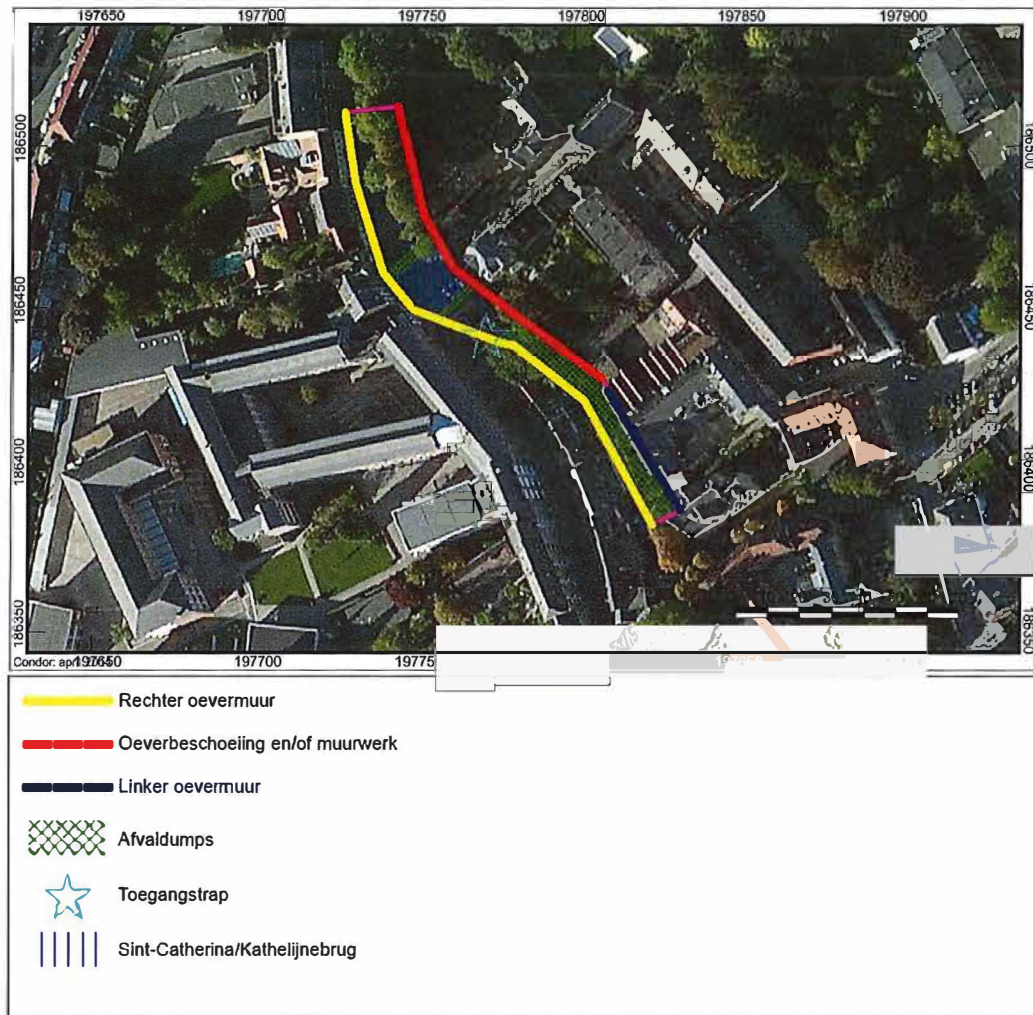 197650 197700 197750 197800 197850 197900
186500 186500
186450 186450
186400 186400
186350 186350
197650 197700
Rechter oevermuur
Oeverbeschoeiing en/of muurwerk
Linker oevermuur
Afvaldumps
Toegangstrap
Sint-Catherina/Kathelijnebrug